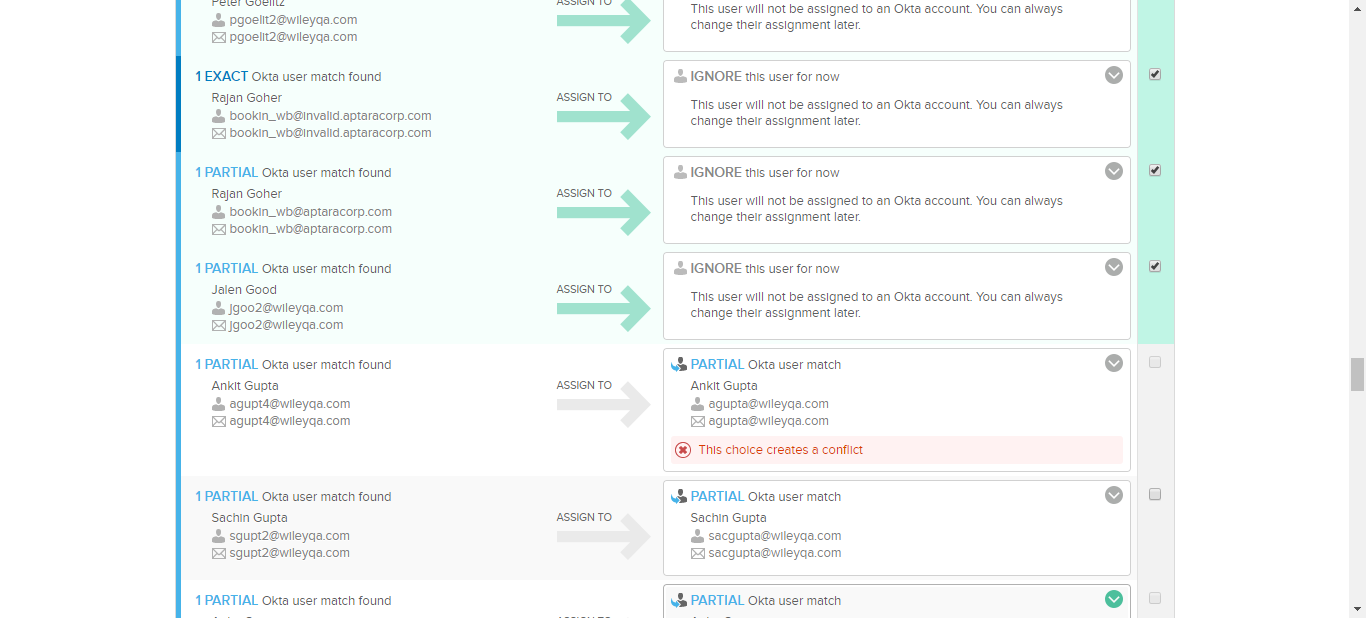 Peter Goelitz
pgoelit2@wileyqa.com
pgoelit2@wileyqa.com
ASSIGN TO
This user will not be assigned to an Okta account. You can always
change their assignment later.
1 EXACT Okta user match found
Rajan Goher
bookin_wb@invalid.aptaracorp.com
bookin_wb@invalid.aptaracorp.com
ASSIGN TO
IGNORE this user for now
This user will not be assigned to an Okta account. You can always
change their assignment later.
1 PARTIAL Okta user match found
Rajan Goher
bookin_wb@aptaracorp.com
bookin_wb@aptaracorp.com
ASSIGN TO
IGNORE this user for now
This user will not be assigned to an Okta account. You can always
change their assignment later.
1 PARTIAL Okta user match found
Jalen Good
jgoo2@wileyqa.com
jgoo2@wileyqa.com
ASSIGN TO
IGNORE this user for now
This user will not be assigned to an Okta account. You can always
change their assignment later.
1 PARTIAL Okta user match found
Ankit Gupta
agupt4@wileyqa.com
agupt4@wileyqa.com
ASSIGN TO
PARTIAL Okta user match
Ankit Gupta
agupta@wileyqa.com
agupta@wileyqa.com
This choice creates a conflict
1 PARTIAL Okta user match found
Sachin Gupta
sgupt2@wileyqa.com
sgupt2@wileyqa.com
ASSIGN TO
PARTIAL Okta user match
Sachin Gupta
sacgupta@wileyqa.com
sacgupta@wileyqa.com
1 PARTIAL Okta user match found
ASSIGN TO
PARTIAL Okta user match